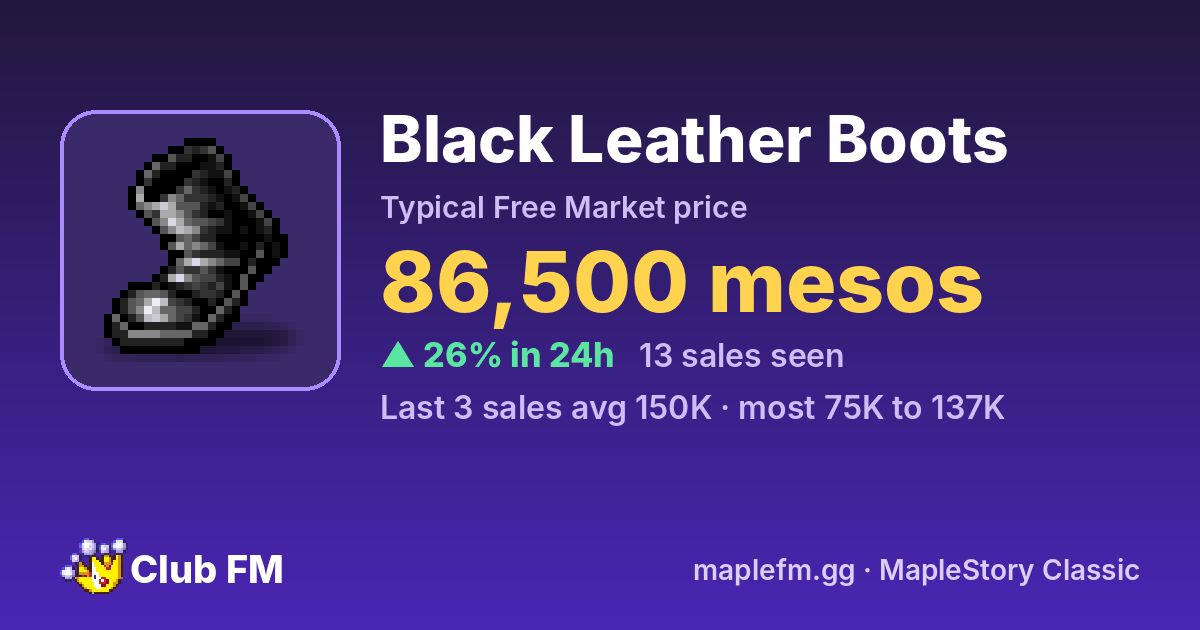 Black Leather Boots
Typical Free Market price
86,500 mesos
▲ 26% in 24h 13 sales seen
Last 3 sales avg 150K · most 75K to 137K
Club FM
maplefm.gg · MapleStory Classic